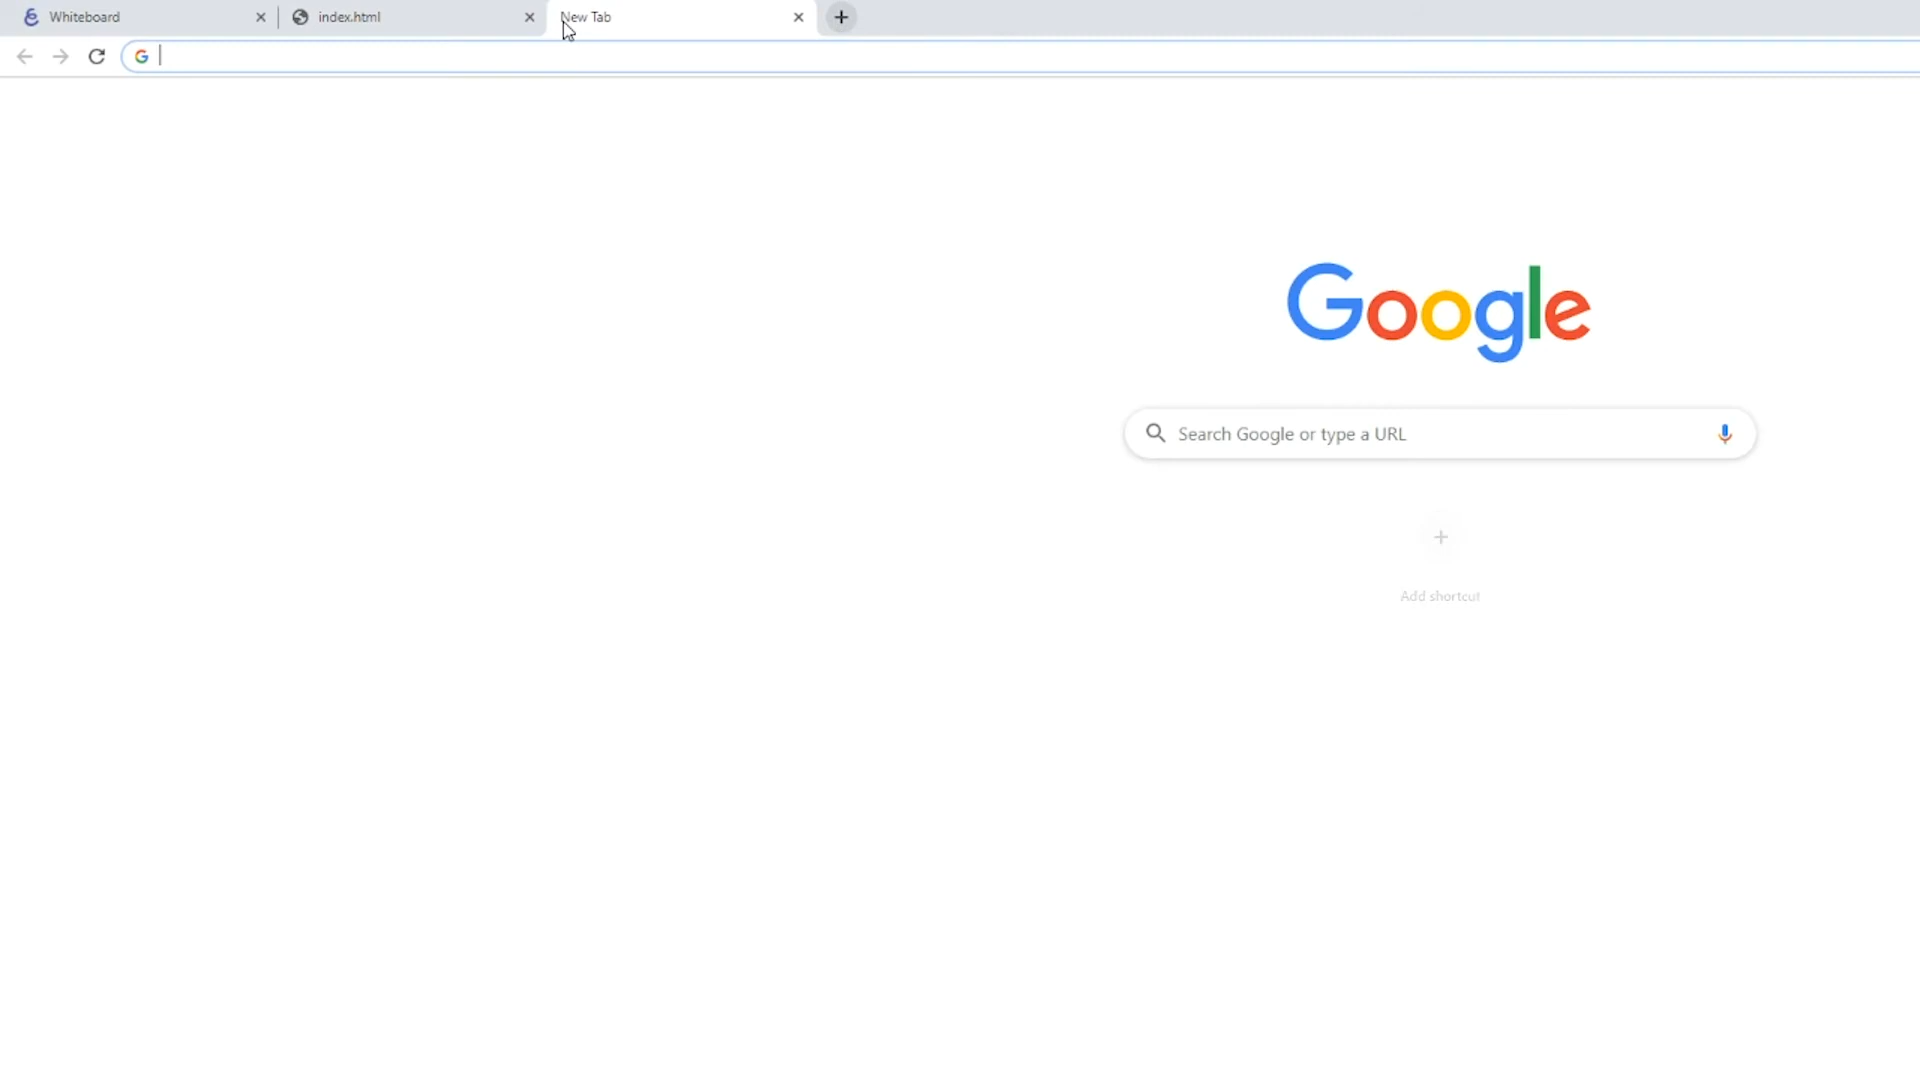 Whiteboard
index.html
New Tab
Google
Search Google or type a URL
Add shortcut